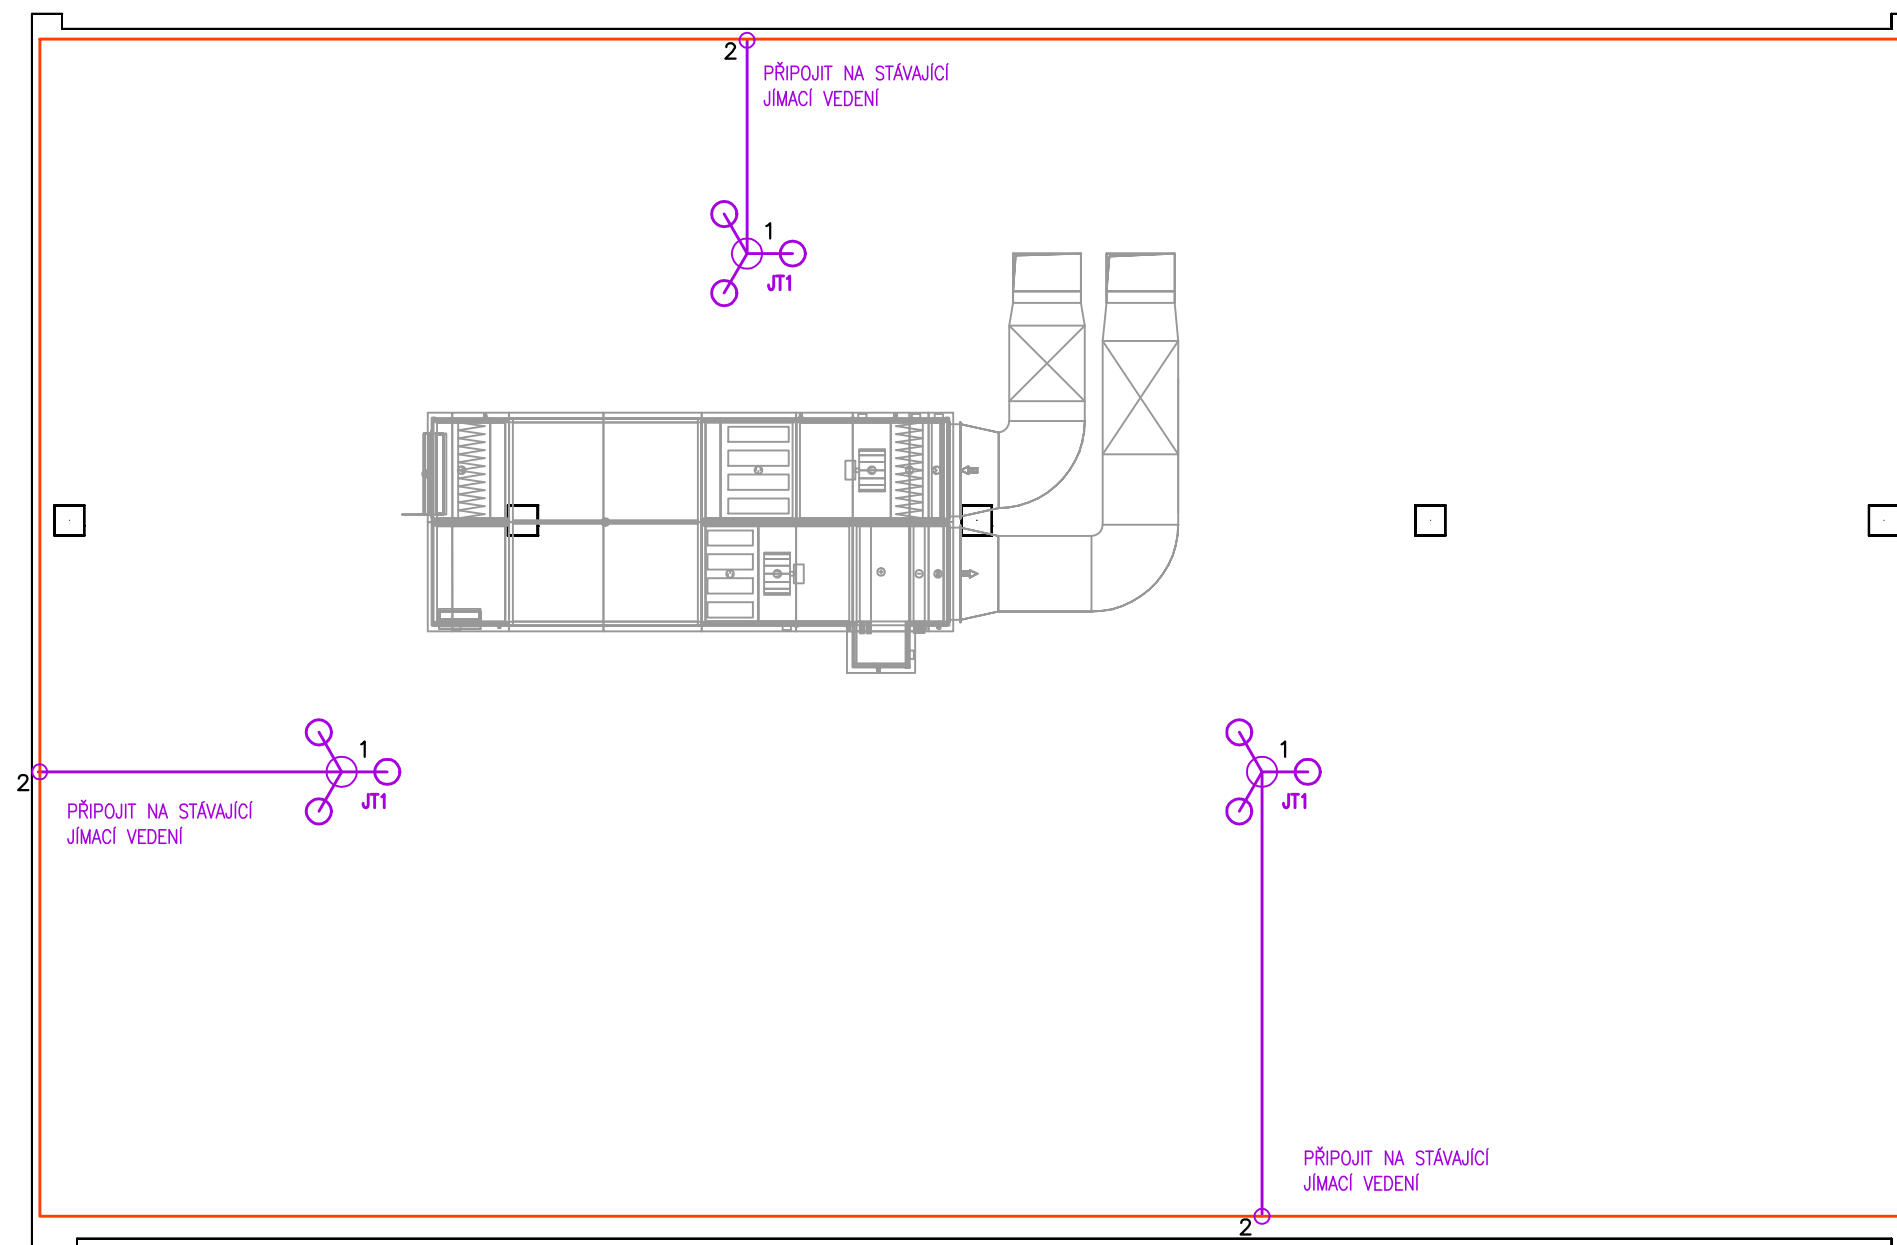 2
PŘIPOJIT NA STÁVAJÍCÍ
JÍMACÍ VEDENÍ
1
JT1
1
2
JT1
PŘIPOJIT NA STÁVAJÍCÍ
JÍMACÍ VEDENÍ
1
JT1
PŘIPOJIT NA STÁVAJÍCÍ
JÍMACÍ VEDENÍ
2